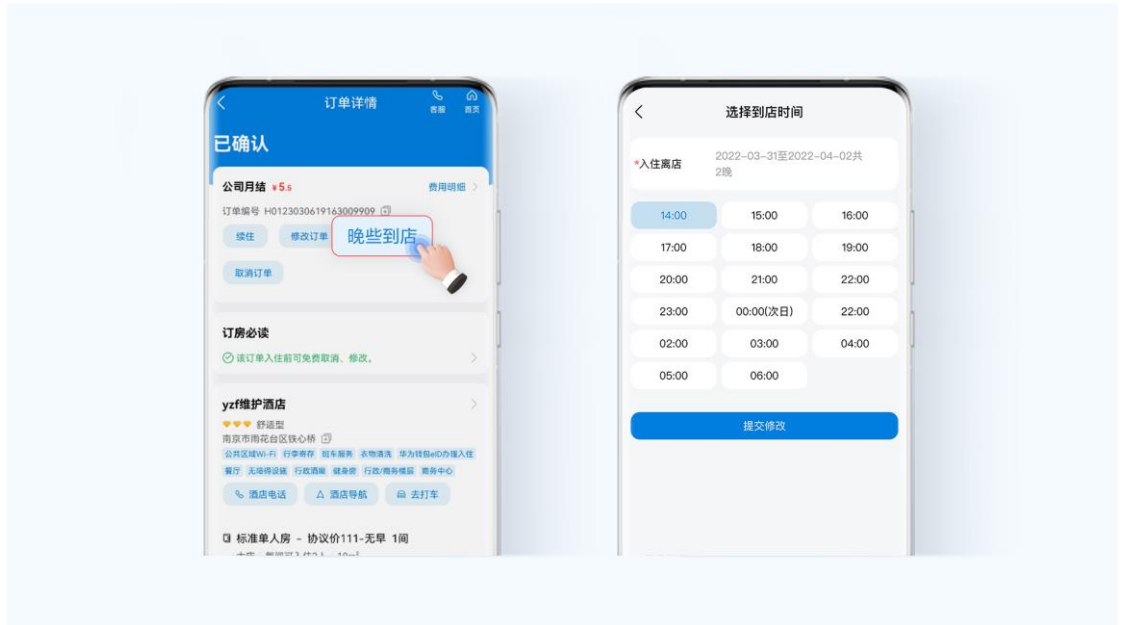 订单详情
客服
首页
已确认
公司月结 ¥5.5
费用明细
订单编号 H0123030619163009909
续住
修改订单
晚些到店
取消订单
订房必读
该订单入住前可免费取消、修改。
yzf维护酒店
舒适型
南京市雨花台区铁心桥
公共区域Wi-Fi 行李寄存 班车服务 衣物清洗 华为钱包eID办理入住
餐厅 无障碍设施 行政酒廊 健身房 行政/商务楼层 商务中心
酒店电话
酒店导航
去打车
标准单人房 - 协议价111-无早 1间
选择到店时间
*入住离店
2022-03-31至2022-04-02共
2晚
14:00 15:00 16:00
17:00 18:00 19:00
20:00 21:00 22:00
23:00 00:00(次日) 22:00
02:00 03:00 04:00
05:00 06:00
提交修改